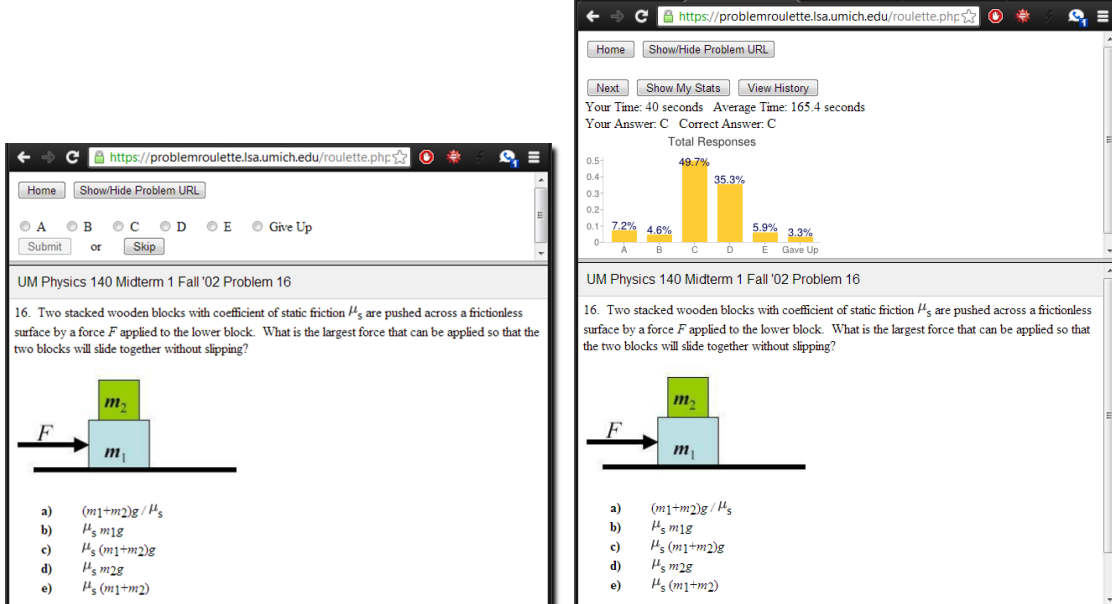 https://problemroulette.lsa.umich.edu/roulette.php
Home Show/Hide Problem URL
A B C D E Give Up
Submit or Skip
UM Physics 140 Midterm 1 Fall '02 Problem 16
16. Two stacked wooden blocks with coefficient of static friction μs are pushed across a frictionless
surface by a force F applied to the lower block. What is the largest force that can be applied so that the
two blocks will slide together without slipping?
m2
F
m1
a) (m1+m2)g / μs
b) μs m1g
c) μs (m1+m2)g
d) μs m2g
e) μs (m1+m2)
https://problemroulette.lsa.umich.edu/roulette.php
Home Show/Hide Problem URL
Next Show My Stats View History
Your Time: 40 seconds Average Time: 165.4 seconds
Your Answer: C Correct Answer: C
Total Responses
0.5
0.4
0.3
0.2
0.1
0
7.2% 4.6% 49.7% 35.3% 5.9% 3.3%
A B C D E Gave Up
UM Physics 140 Midterm 1 Fall '02 Problem 16
16. Two stacked wooden blocks with coefficient of static friction μs are pushed across a frictionless
surface by a force F applied to the lower block. What is the largest force that can be applied so that
the two blocks will slide together without slipping?
m2
F
m1
a) (m1+m2)g / μs
b) μs m1g
c) μs (m1+m2)g
d) μs m2g
e) μs (m1+m2)